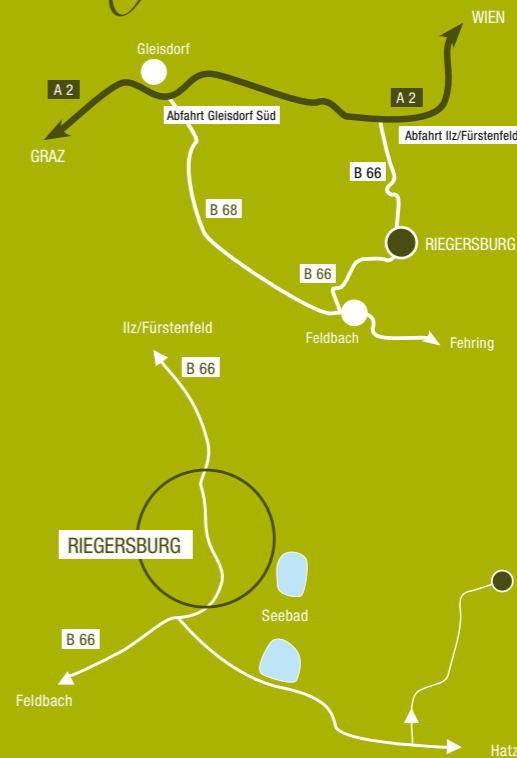 WIEN
Gleisdorf
A 2
A 2
Abfahrt Gleisdorf Süd
Abfahrt Ilz/Fürstenfeld
GRAZ
B 66
B 68
RIEGERSBURG
B 66
Feldbach
Fehring
Ilz/Fürstenfeld
B 66
RIEGERSBURG
Seebad
B 66
Feldbach